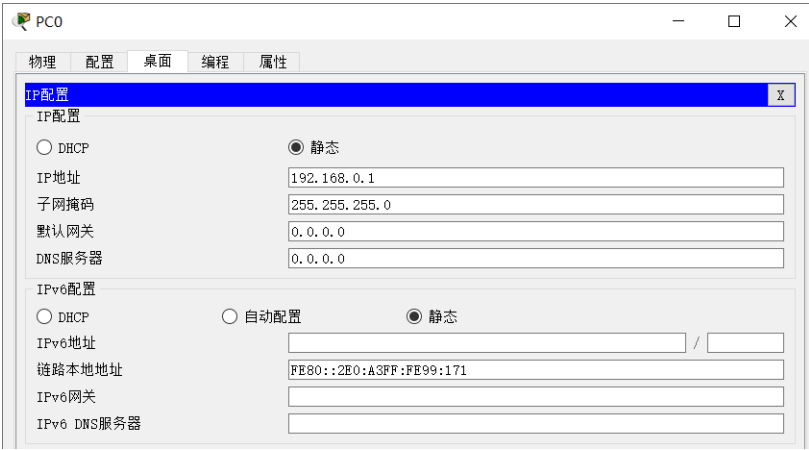 PC0
物理 配置 桌面 编程 属性
IP配置 X
IP配置
DHCP 静态
IP地址 192.168.0.1
子网掩码 255.255.255.0
默认网关 0.0.0.0
DNS服务器 0.0.0.0
IPv6配置
DHCP 自动配置 静态
IPv6地址 /
链路本地地址 FE80::2E0:A3FF:FE99:171
IPv6网关
IPv6 DNS服务器